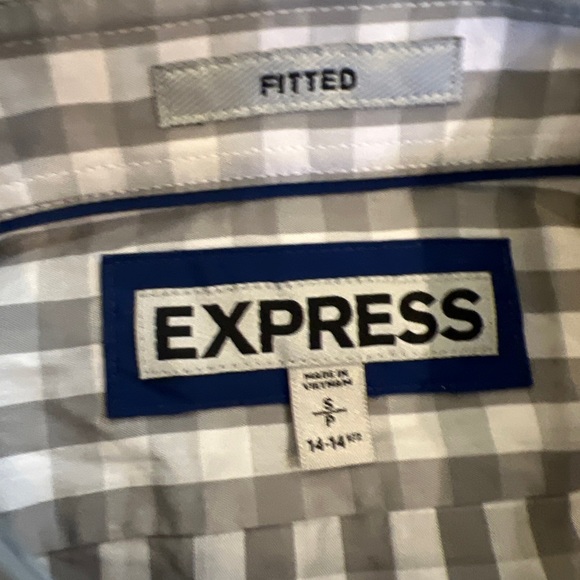 FITTED
EXPRESS
MADE IN
VIETNAM
S
P
14-14 1/2